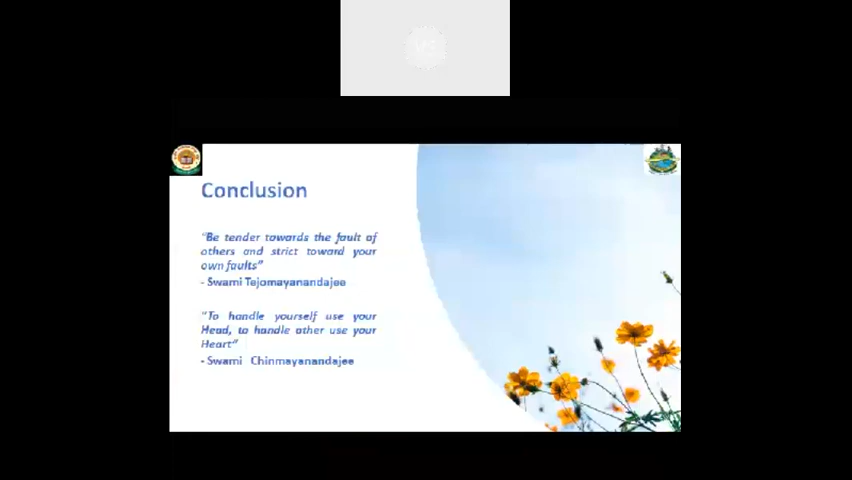 Conclusion
"Be tender towards the fault of
others and strict toward your
own faults"
- Swami Tejomayanandajee
"To handle yourself use your
Head, to handle other use your
Heart"
- Swami Chinmayanandajee